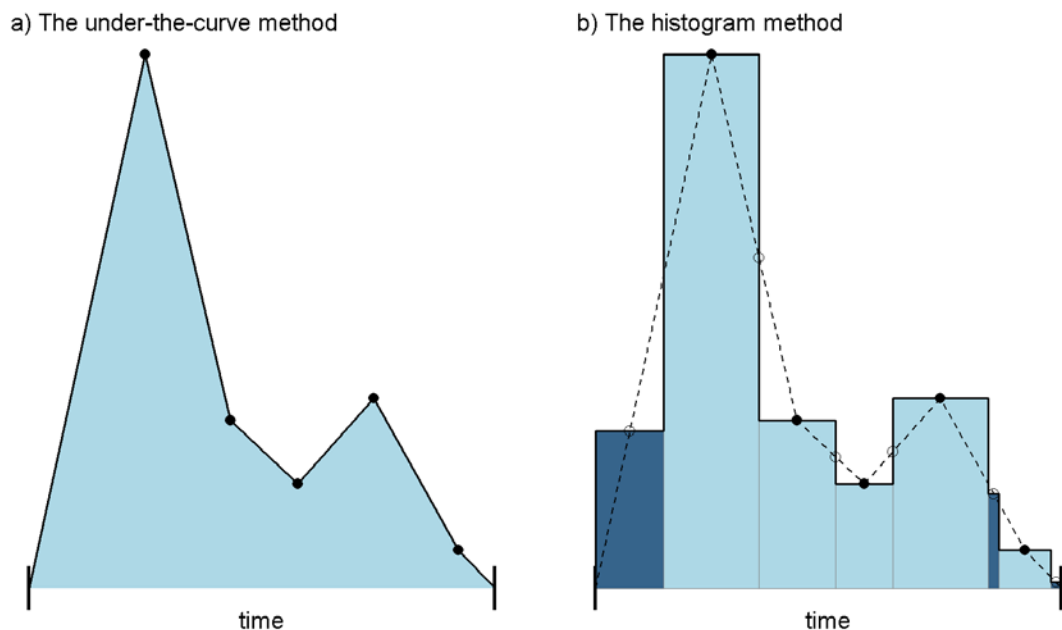 a) The under-the-curve method
b) The histogram method
time
time